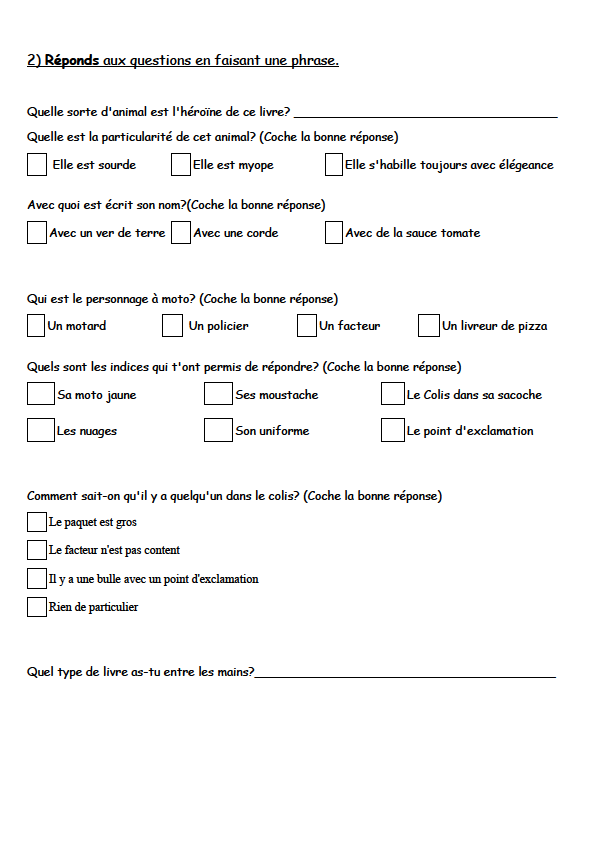 2) Réponds aux questions en faisant une phrase.
Quelle sorte d'animal est l'héroïne de ce livre? ______________________________________
Quelle est la particularité de cet animal? (Coche la bonne réponse)
Elle est sourde Elle est myope Elle s'habille toujours avec élégeance
Avec quoi est écrit son nom?(Coche la bonne réponse)
Avec un ver de terre Avec une corde Avec de la sauce tomate
Qui est le personnage à moto? (Coche la bonne réponse)
Un motard Un policier Un facteur Un livreur de pizza
Quels sont les indices qui t'ont permis de répondre? (Coche la bonne réponse)
Sa moto jaune Ses moustache Le Colis dans sa sacoche
Les nuages Son uniforme Le point d'exclamation
Comment sait-on qu'il y a quelqu'un dans le colis? (Coche la bonne réponse)
Le paquet est gros
Le facteur n'est pas content
Il y a une bulle avec un point d'exclamation
Rien de particulier
Quel type de livre as-tu entre les mains?___________________________________________